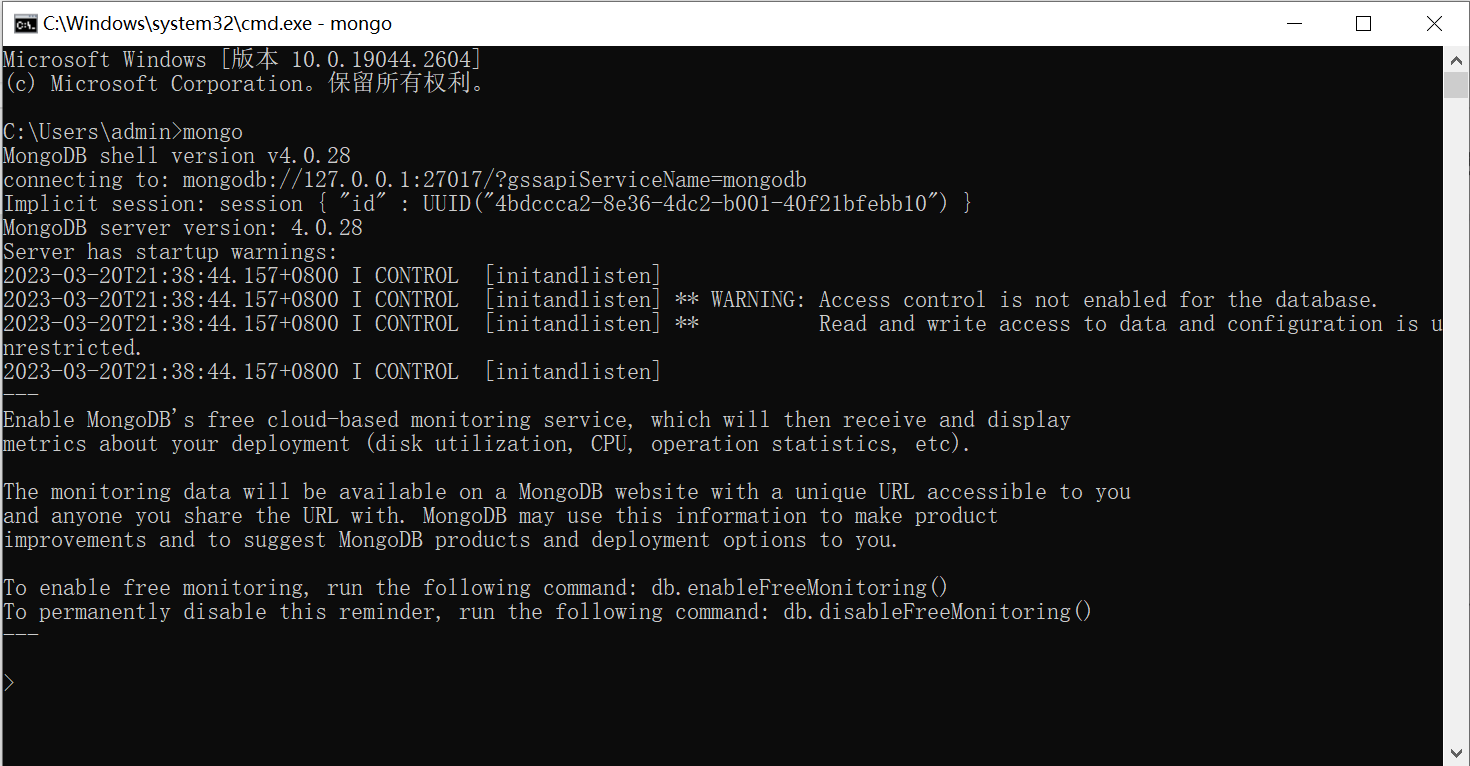 C:\Windows\system32\cmd.exe - mongo
Microsoft Windows [版本 10.0.19044.2604]
(c) Microsoft Corporation。保留所有权利。
C:\Users\admin>mongo
MongoDB shell version v4.0.28
connecting to: mongodb://127.0.0.1:27017/?gssapiServiceName=mongodb
Implicit session: session { "id" : UUID("4bdccca2-8e36-4dc2-b001-40f21bfebb10") }
MongoDB server version: 4.0.28
Server has startup warnings:
2023-03-20T21:38:44.157+0800 I CONTROL  [initandlisten]
2023-03-20T21:38:44.157+0800 I CONTROL  [initandlisten] ** WARNING: Access control is not enabled for the database.
2023-03-20T21:38:44.157+0800 I CONTROL  [initandlisten] **          Read and write access to data and configuration is u
nrestricted.
2023-03-20T21:38:44.157+0800 I CONTROL  [initandlisten]
---
Enable MongoDB's free cloud-based monitoring service, which will then receive and display
metrics about your deployment (disk utilization, CPU, operation statistics, etc).
The monitoring data will be available on a MongoDB website with a unique URL accessible to you
and anyone you share the URL with. MongoDB may use this information to make product
improvements and to suggest MongoDB products and deployment options to you.
To enable free monitoring, run the following command: db.enableFreeMonitoring()
To permanently disable this reminder, run the following command: db.disableFreeMonitoring()
---
>